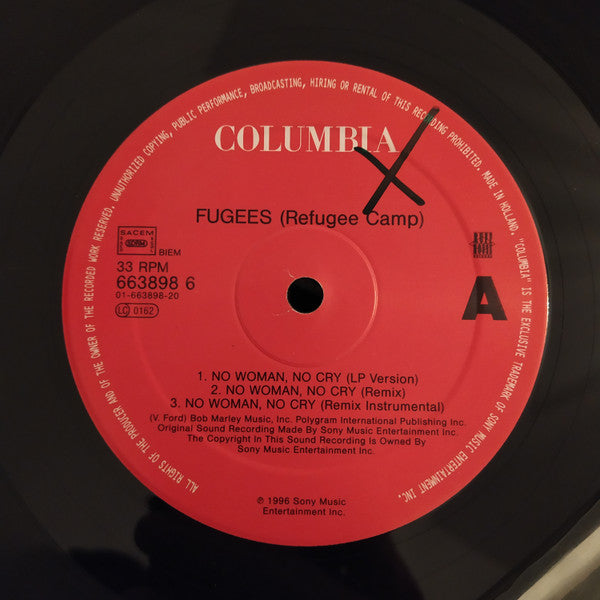 ALL RIGHTS OF THE PRODUCER AND OF THE OWNER OF THE RECORDED WORK RESERVED. UNAUTHORIZED COPYING, PUBLIC PERFORMANCE, BROADCASTING, HIRING OR RENTAL OF THIS RECORDING PROHIBITED. MADE IN HOLLAND. "COLUMBIA" IS THE EXCLUSIVE TRADEMARK OF SONY MUSIC ENTERTAINMENT INC.
COLUMBIA
FUGEES (Refugee Camp)
SACEM
SDRM
BIEM
33 RPM
663898 6
01-663898-20
LC 0162
A
1. NO WOMAN, NO CRY (LP Version)
2. NO WOMAN, NO CRY (Remix)
3. NO WOMAN, NO CRY (Remix Instrumental)
(V. Ford) Bob Marley Music, Inc. Polygram International Publishing Inc.
Original Sound Recording Made By Sony Music Entertainment Inc.
The Copyright In This Sound Recording Is Owned By
Sony Music Entertainment Inc.
℗ 1996 Sony Music
Entertainment Inc.